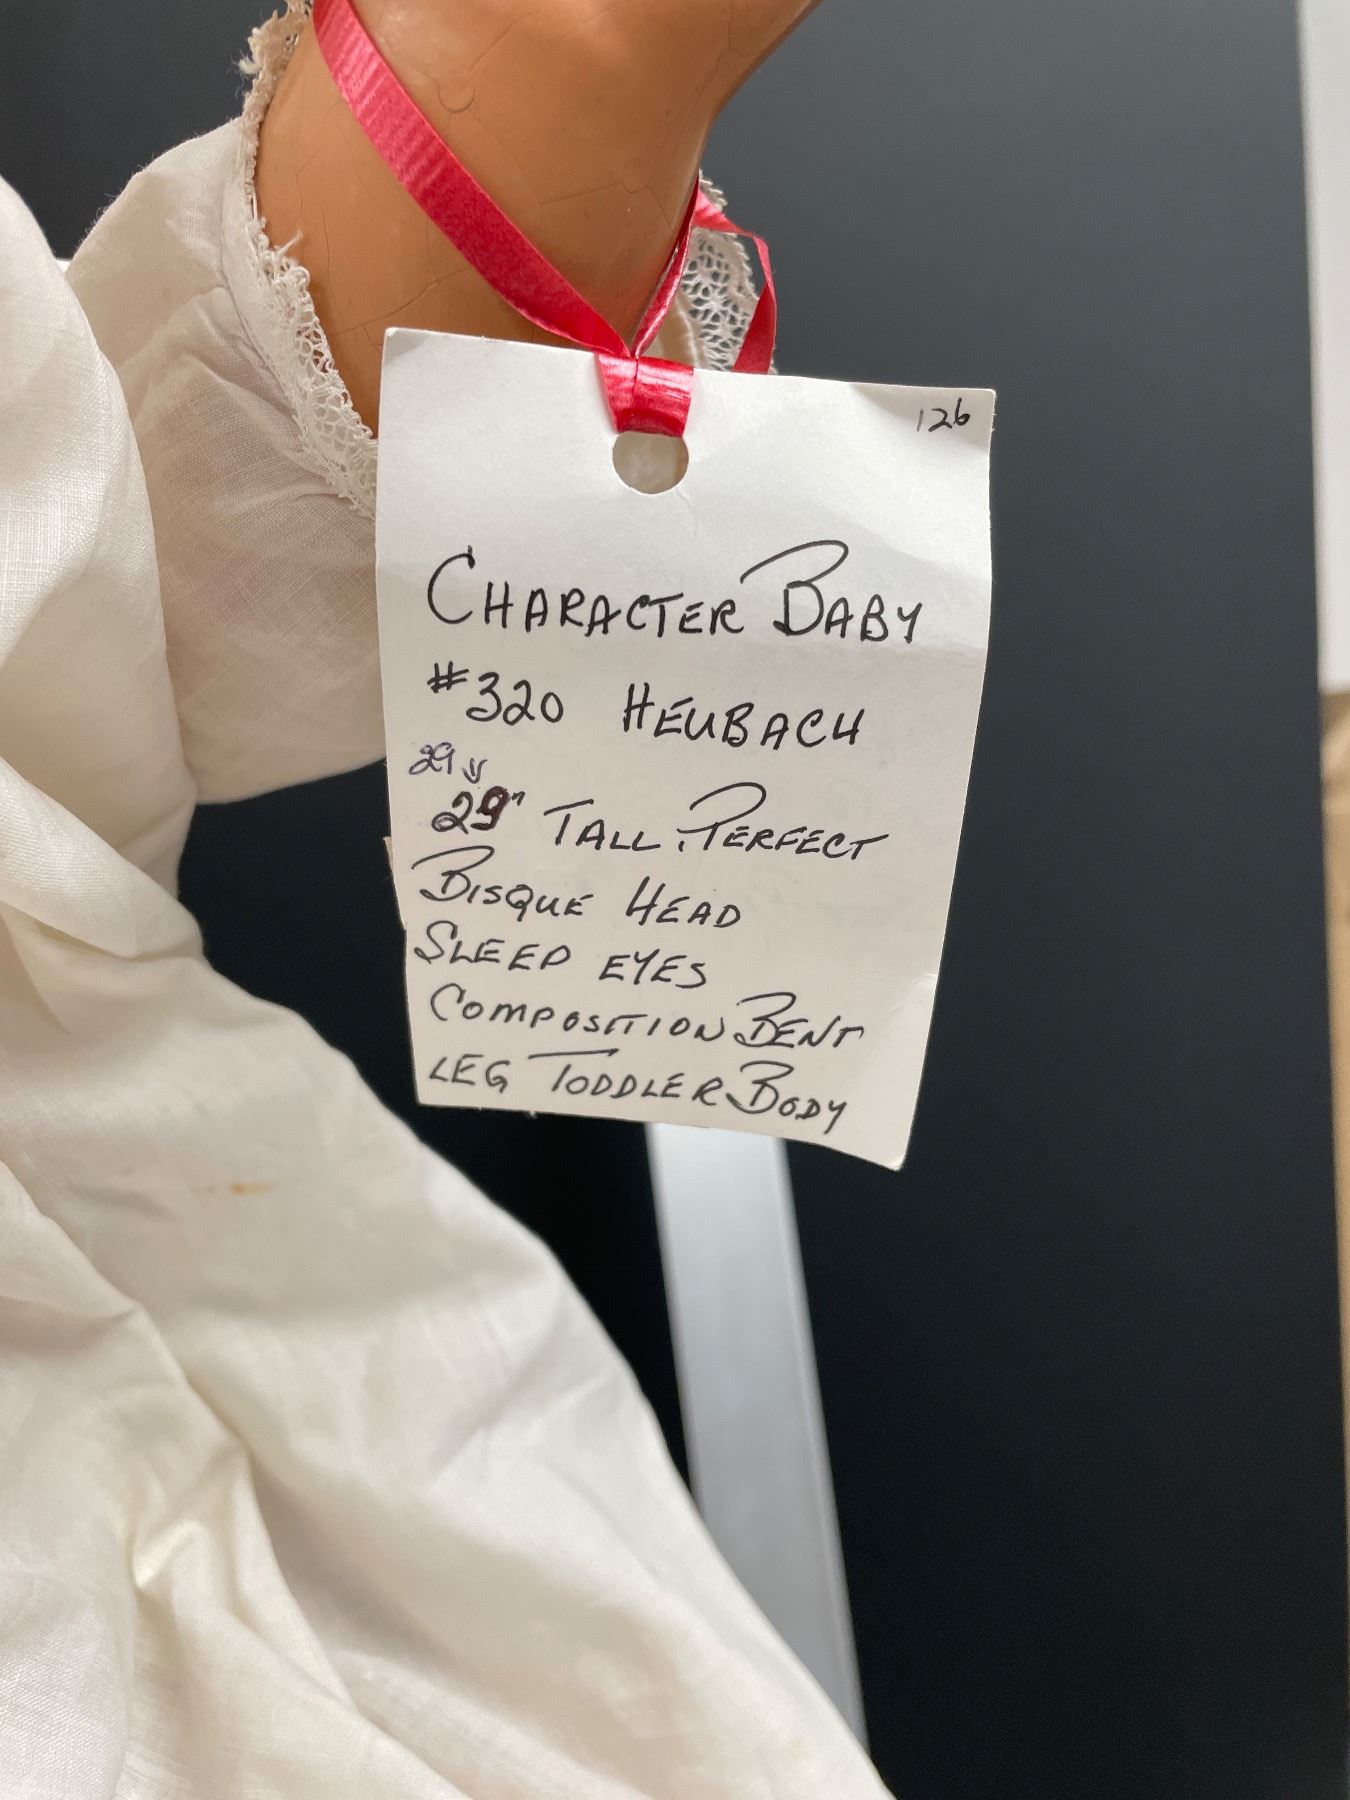 126
CHARACTER BABY
#320 HEUBACH
29
29" TALL. PERFECT
BISQUE HEAD
SLEEP EYES
COMPOSITION BENT
LEG TODDLER BODY